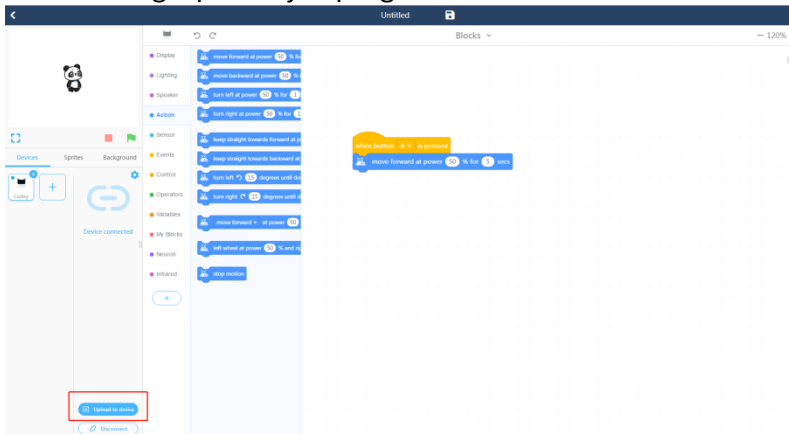 Untitled
Blocks
120%
Display
Lighting
Speaker
Action
Sensor
Events
Control
Operators
Variables
My Blocks
Neuron
Infrared
+
move forward at power 50 % fo
move backward at power 50 %
turn left at power 50 % for 1
turn right at power 50 % for 1
keep straight towards forward at p
keep straight towards backward at
turn left 15 degrees until
turn right 15 degrees until d
move forward at power 50
left wheel at power 50 % and
stop motion
when button A is pressed
move forward at power 50 % for 5 secs
Devices
Sprites
Background
Codey
+
Device connected
Upload to device
Disconnect